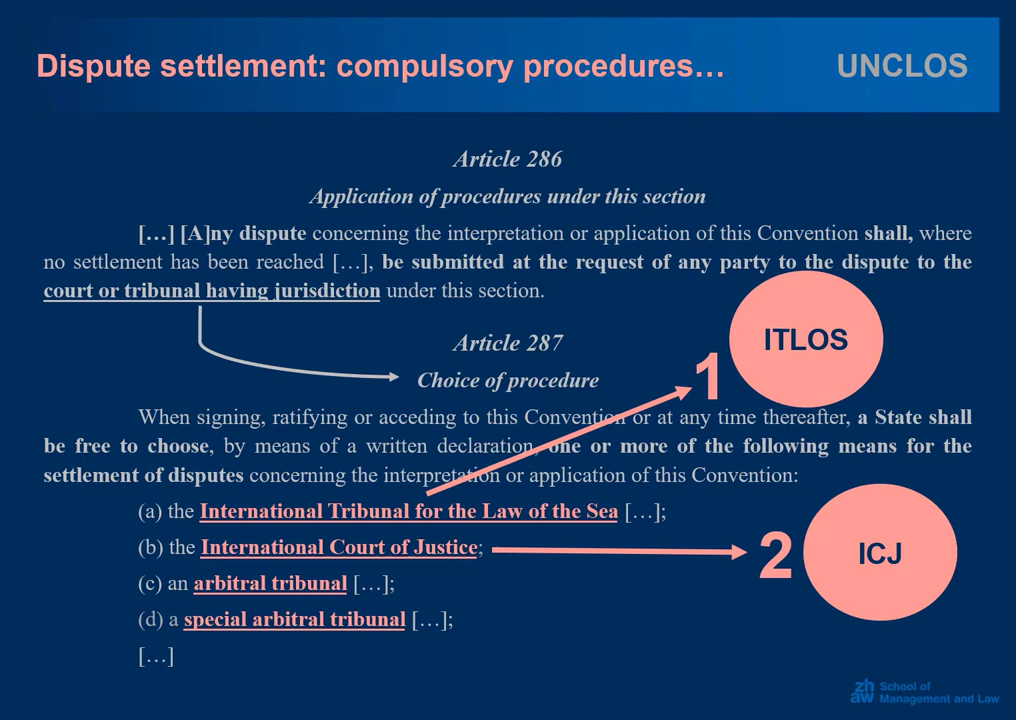 Dispute settlement: compulsory procedures…
UNCLOS
Article 286
Application of procedures under this section
[…] [A]ny dispute concerning the interpretation or application of this Convention shall, where
no settlement has been reached […], be submitted at the request of any party to the dispute to the
court or tribunal having jurisdiction under this section.
Article 287
Choice of procedure
ITLOS
1
When signing, ratifying or acceding to this Convention or at any time thereafter, a State shall
be free to choose, by means of a written declaration, one or more of the following means for the
settlement of disputes concerning the interpretation or application of this Convention:
(a) the International Tribunal for the Law of the Sea […];
(b) the International Court of Justice;
2
ICJ
(c) an arbitral tribunal […];
(d) a special arbitral tribunal […];
[…]
zh
aw
School of
Management and Law